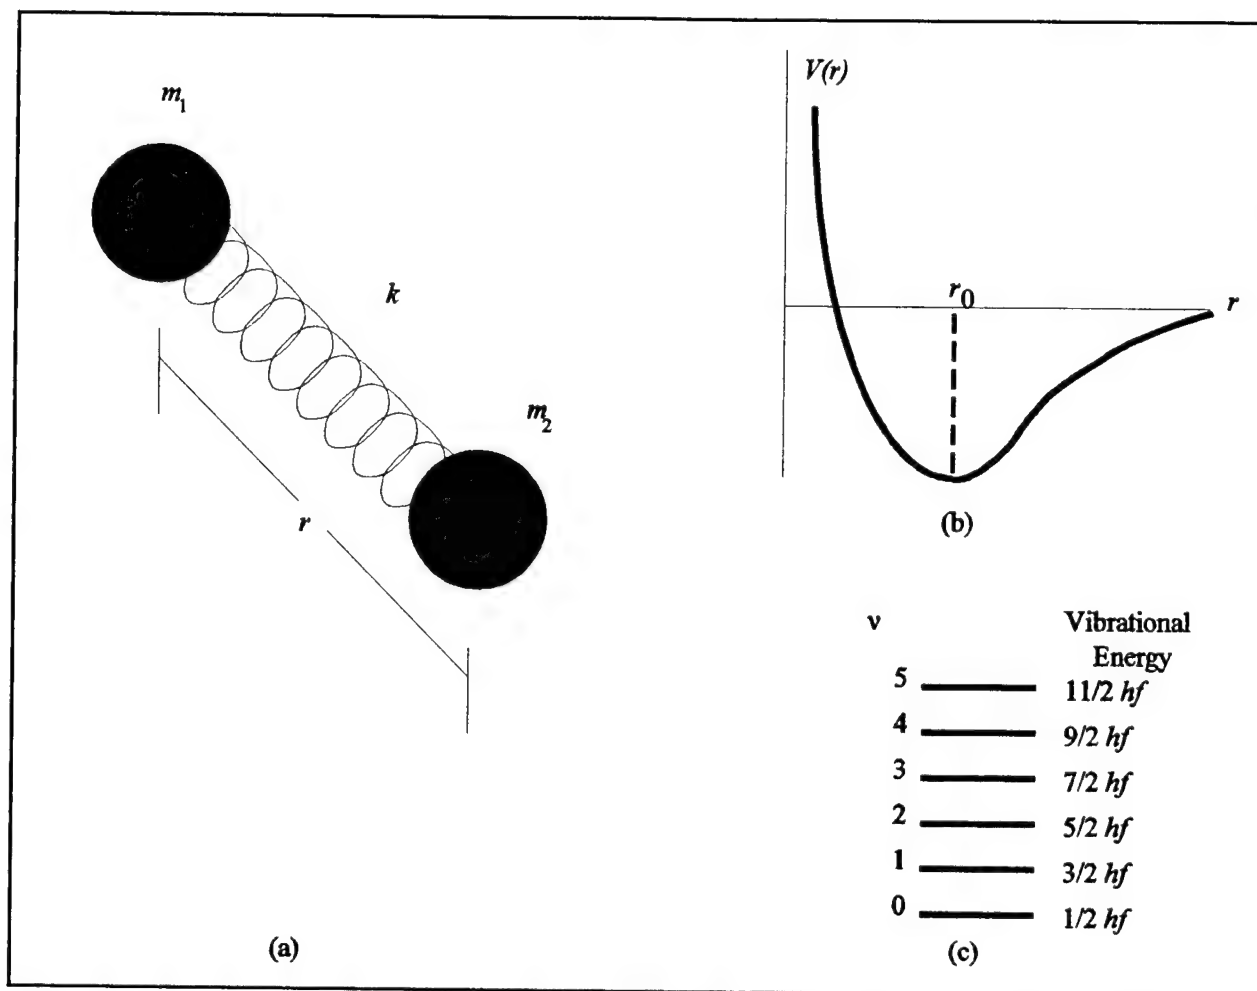 m1
k
m2
r
(a)
V(r)
r0
r
(b)
ν
Vibrational
Energy
5 11/2 hf
4 9/2 hf
3 7/2 hf
2 5/2 hf
1 3/2 hf
0 1/2 hf
(c)